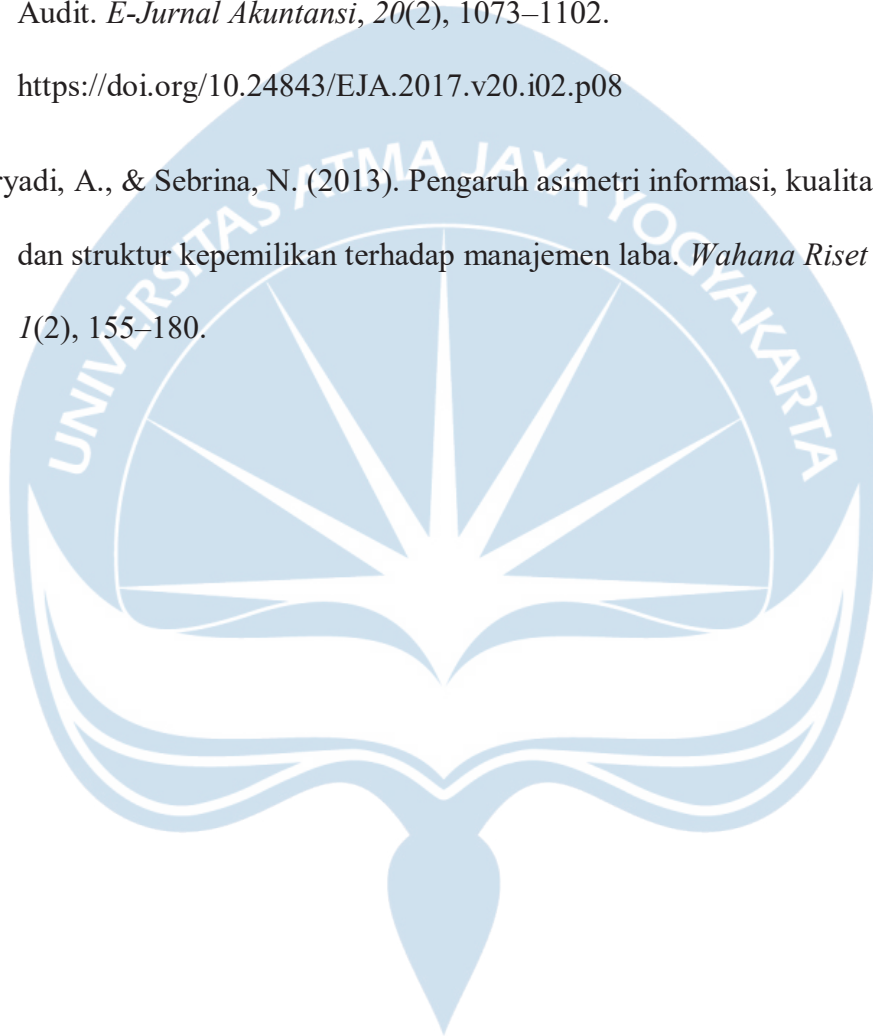 Audit. E-Jurnal Akuntansi, 20(2), 1073–1102.
https://doi.org/10.24843/EJA.2017.v20.i02.p08
ryadi, A., & Sebrina, N. (2013). Pengaruh asimetri informasi, kualita
dan struktur kepemilikan terhadap manajemen laba. Wahana Riset
1(2), 155–180.
UNIVERSITAS ATMA JAYA YOGYAKARTA